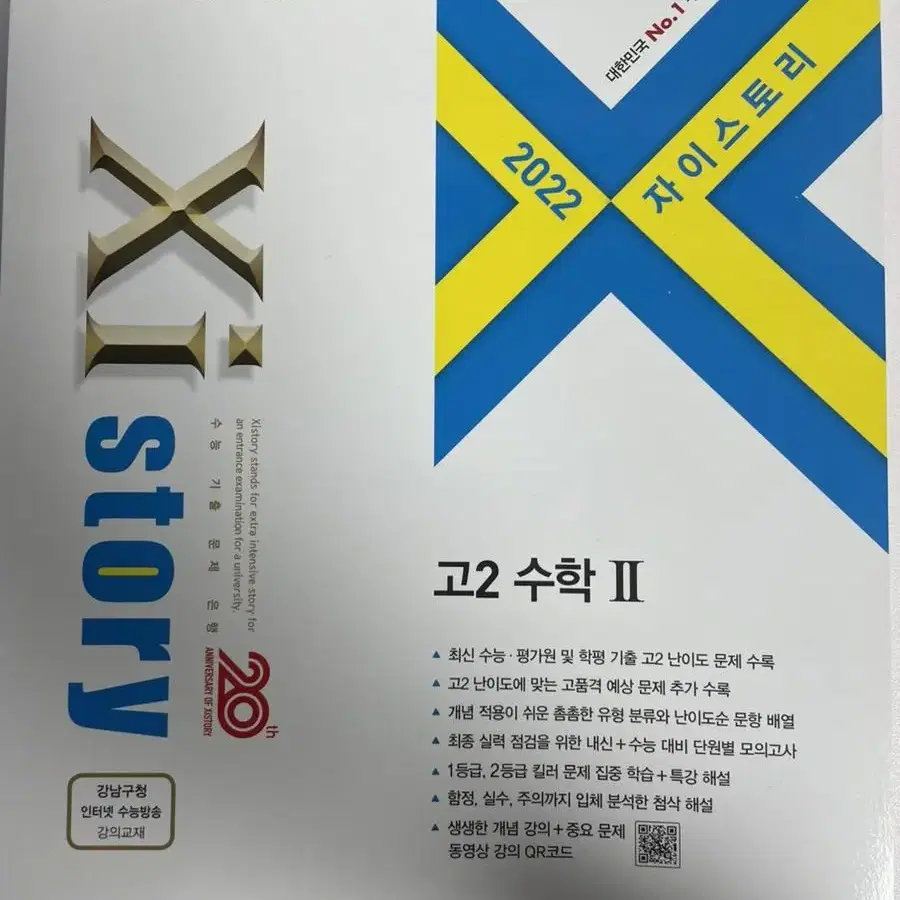 Xi story
Xistory stands for extra intensive story for
an entrance examination for a university.
수능 기출 문제 은행
20th
ANNIVERSARY OF XISTORY
강남구청
인터넷 수능방송
강의교재
대한민국 No.1
2022 자이스토리
고2 수학 Ⅱ
▲ 최신 수능·평가원 및 학평 기출 고2 난이도 문제 수록
▲ 고2 난이도에 맞는 고품격 예상 문제 추가 수록
▲ 개념 적용이 쉬운 촘촘한 유형 분류와 난이도순 문항 배열
▲ 최종 실력 점검을 위한 내신+수능 대비 단원별 모의고사
▲ 1등급, 2등급 킬러 문제 집중 학습+특강 해설
▲ 함정, 실수, 주의까지 입체 분석한 첨삭 해설
▲ 생생한 개념 강의+중요 문제
동영상 강의 QR코드